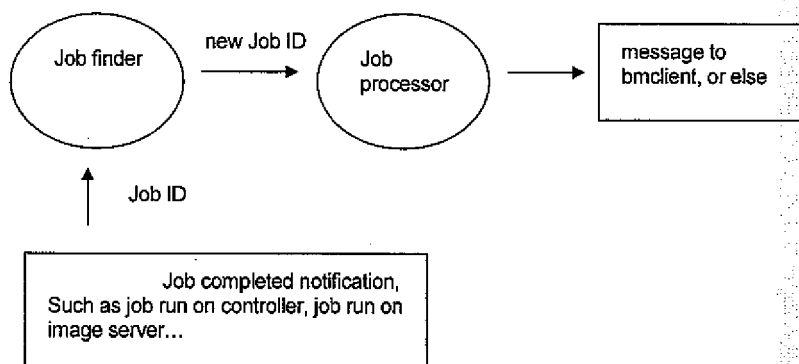 Job finder
new Job ID
Job
processor
message to
bmclient, or else
Job ID
Job completed notification,
Such as job run on controller, job run on
image server...